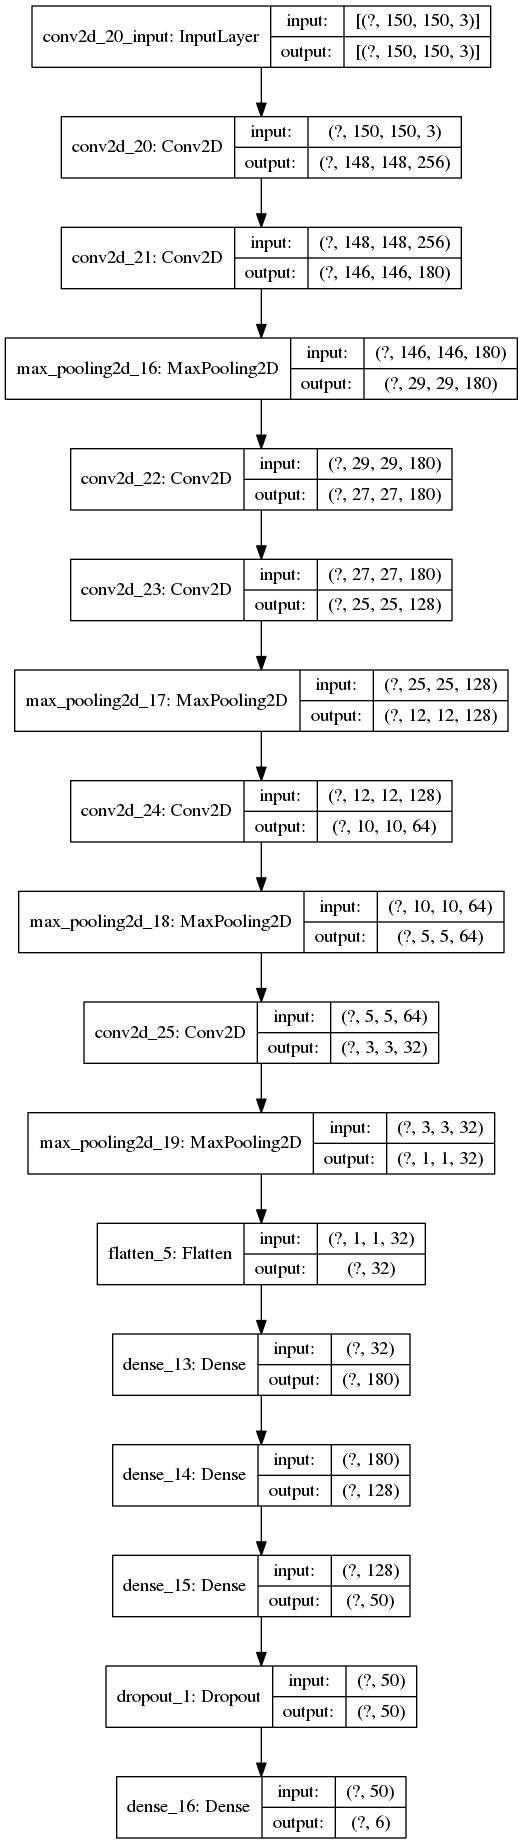 conv2d_20_input: InputLayer
input: [(?, 150, 150, 3)]
output: [(?, 150, 150, 3)]
conv2d_20: Conv2D
input: (?, 150, 150, 3)
output: (?, 148, 148, 256)
conv2d_21: Conv2D
input: (?, 148, 148, 256)
output: (?, 146, 146, 180)
max_pooling2d_16: MaxPooling2D
input: (?, 146, 146, 180)
output: (?, 29, 29, 180)
conv2d_22: Conv2D
input: (?, 29, 29, 180)
output: (?, 27, 27, 180)
conv2d_23: Conv2D
input: (?, 27, 27, 180)
output: (?, 25, 25, 128)
max_pooling2d_17: MaxPooling2D
input: (?, 25, 25, 128)
output: (?, 12, 12, 128)
conv2d_24: Conv2D
input: (?, 12, 12, 128)
output: (?, 10, 10, 64)
max_pooling2d_18: MaxPooling2D
input: (?, 10, 10, 64)
output: (?, 5, 5, 64)
conv2d_25: Conv2D
input: (?, 5, 5, 64)
output: (?, 3, 3, 32)
max_pooling2d_19: MaxPooling2D
input: (?, 3, 3, 32)
output: (?, 1, 1, 32)
flatten_5: Flatten
input: (?, 1, 1, 32)
output: (?, 32)
dense_13: Dense
input: (?, 32)
output: (?, 180)
dense_14: Dense
input: (?, 180)
output: (?, 128)
dense_15: Dense
input: (?, 128)
output: (?, 50)
dropout_1: Dropout
input: (?, 50)
output: (?, 50)
dense_16: Dense
input: (?, 50)
output: (?, 6)